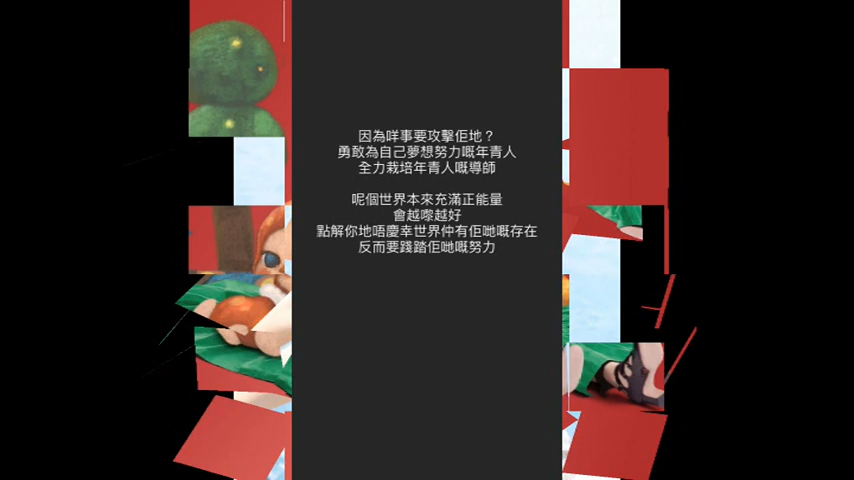 因為咩事要攻擊佢地？
勇敢為自己夢想努力嘅年青人
全力栽培年青人嘅導師
呢個世界本來充滿正能量
會越嚟越好
點解你地唔慶幸世界仲有佢哋嘅存在
反而要踐踏佢哋嘅努力